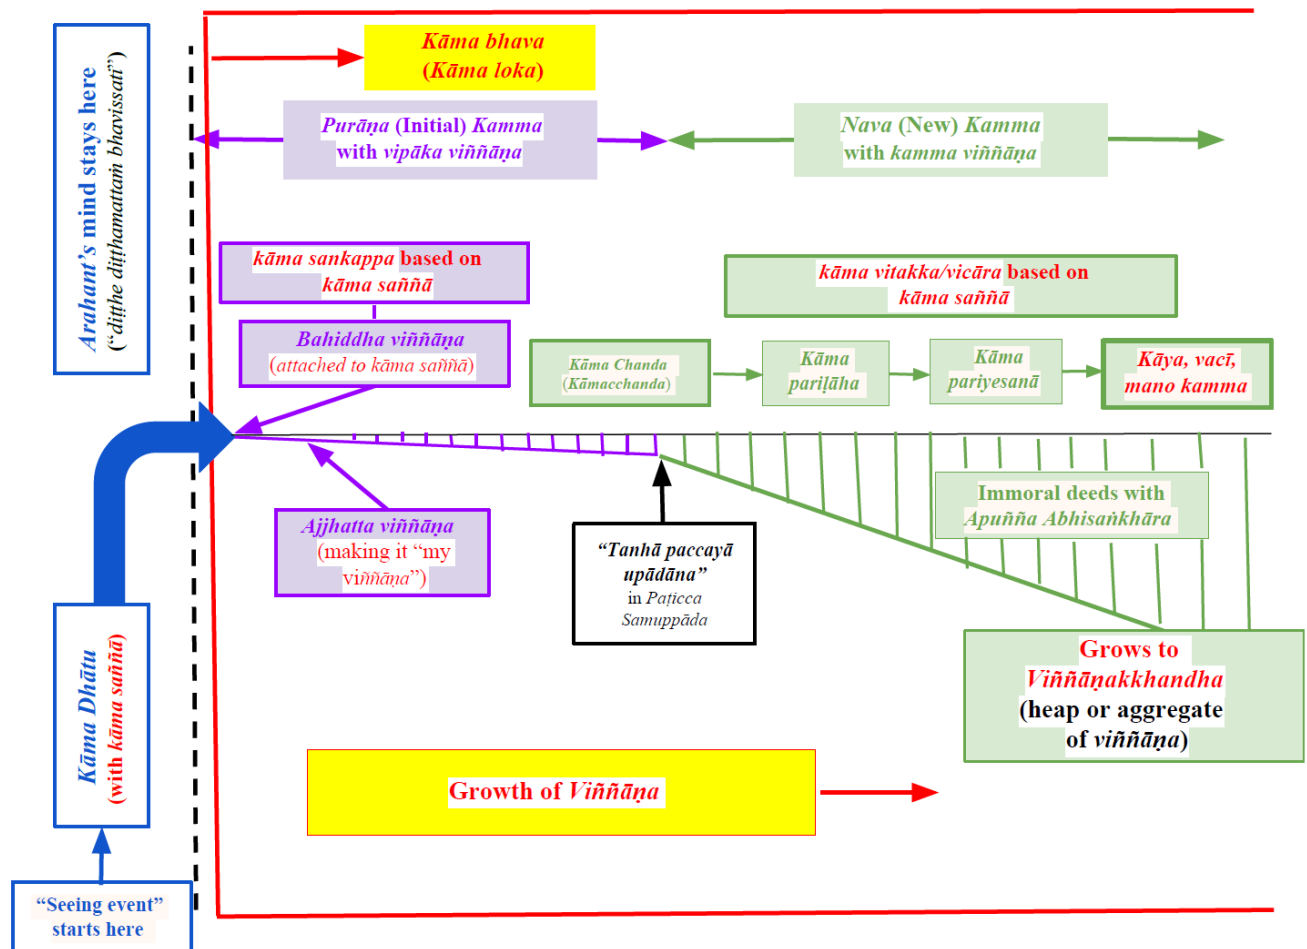 Arahant's mind stays here
("diṭṭhe diṭṭhamattaṁ bhavissati")
Kāma bhava
(Kāma loka)
Purāṇa (Initial) Kamma
with vipāka viññāṇa
Nava (New) Kamma
with kamma viññāṇa
kāma sankappa based on
kāma saññā
kāma vitakka/vicāra based on
kāma saññā
Bahiddha viññāṇa
(attached to kāma saññā)
Kāma Chanda
(Kāmacchanda)
Kāma
pariḷāha
Kāma
pariyesanā
Kāya, vacī,
mano kamma
Ajjhatta viññāṇa
(making it "my
viññāṇa")
"Tanhā paccayā
upādāna"
in Paṭicca
Samuppāda
Immoral deeds with
Apuñña Abhisaṅkhāra
Kāma Dhātu
(with kāma saññā)
Grows to
Viññāṇakkhandha
(heap or aggregate
of viññāṇa)
Growth of Viññāṇa
"Seeing event"
starts here